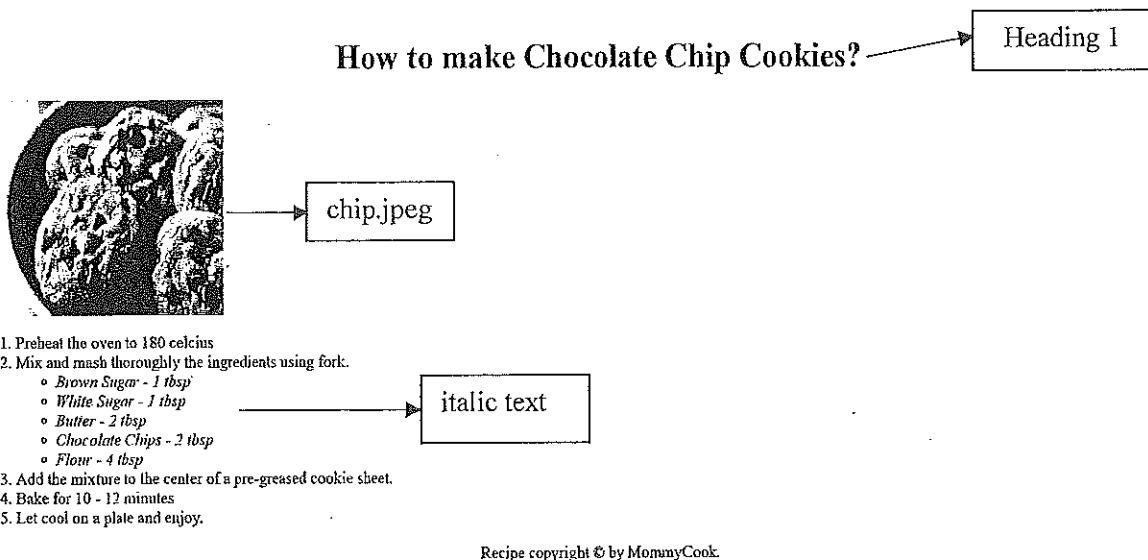 How to make Chocolate Chip Cookies?
Heading 1
chip.jpeg
1. Preheat the oven to 180 celcius
2. Mix and mash thoroughly the ingredients using fork.
Brown Sugar - 1 tbsp
White Sugar - 1 tbsp
italic text
Butter - 2 tbsp
Chocolate Chips - 2 tbsp
Flour - 4 tbsp
3. Add the mixture to the center of a pre-greased cookie sheet.
4. Bake for 10 - 12 minutes
5. Let cool on a plate and enjoy.
Recipe copyright © by MommyCook.